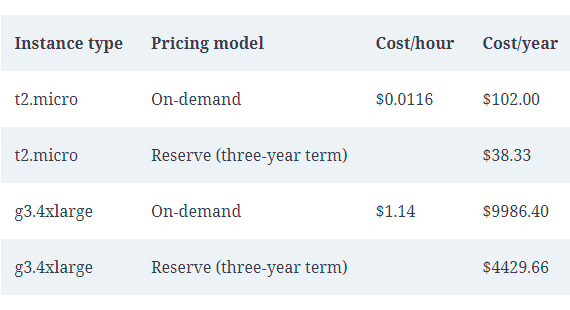 Instance type Pricing model Cost/hour Cost/year
t2.micro On-demand $0.0116 $102.00
t2.micro Reserve (three-year term) $38.33
g3.4xlarge On-demand $1.14 $9986.40
g3.4xlarge Reserve (three-year term) $4429.66